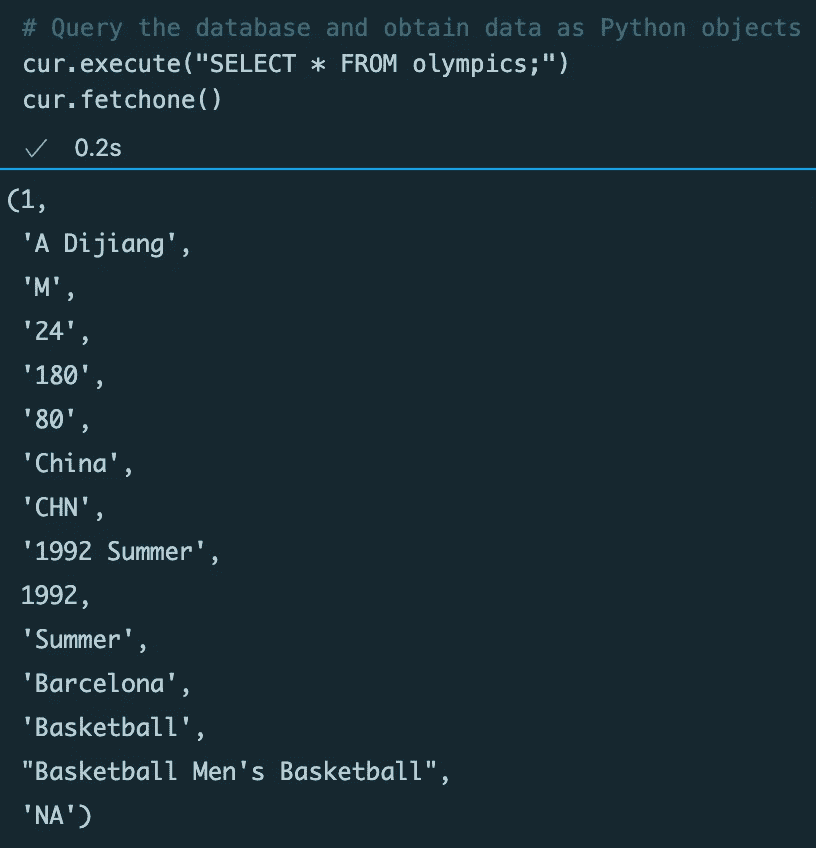 # Query the database and obtain data as Python objects
cur.execute("SELECT * FROM olympics;")
cur.fetchone()
✓ 0.2s
(1,
'A Dijiang',
'M',
'24',
'180',
'80',
'China',
'CHN',
'1992 Summer',
1992,
'Summer',
'Barcelona',
'Basketball',
"Basketball Men's Basketball",
'NA')